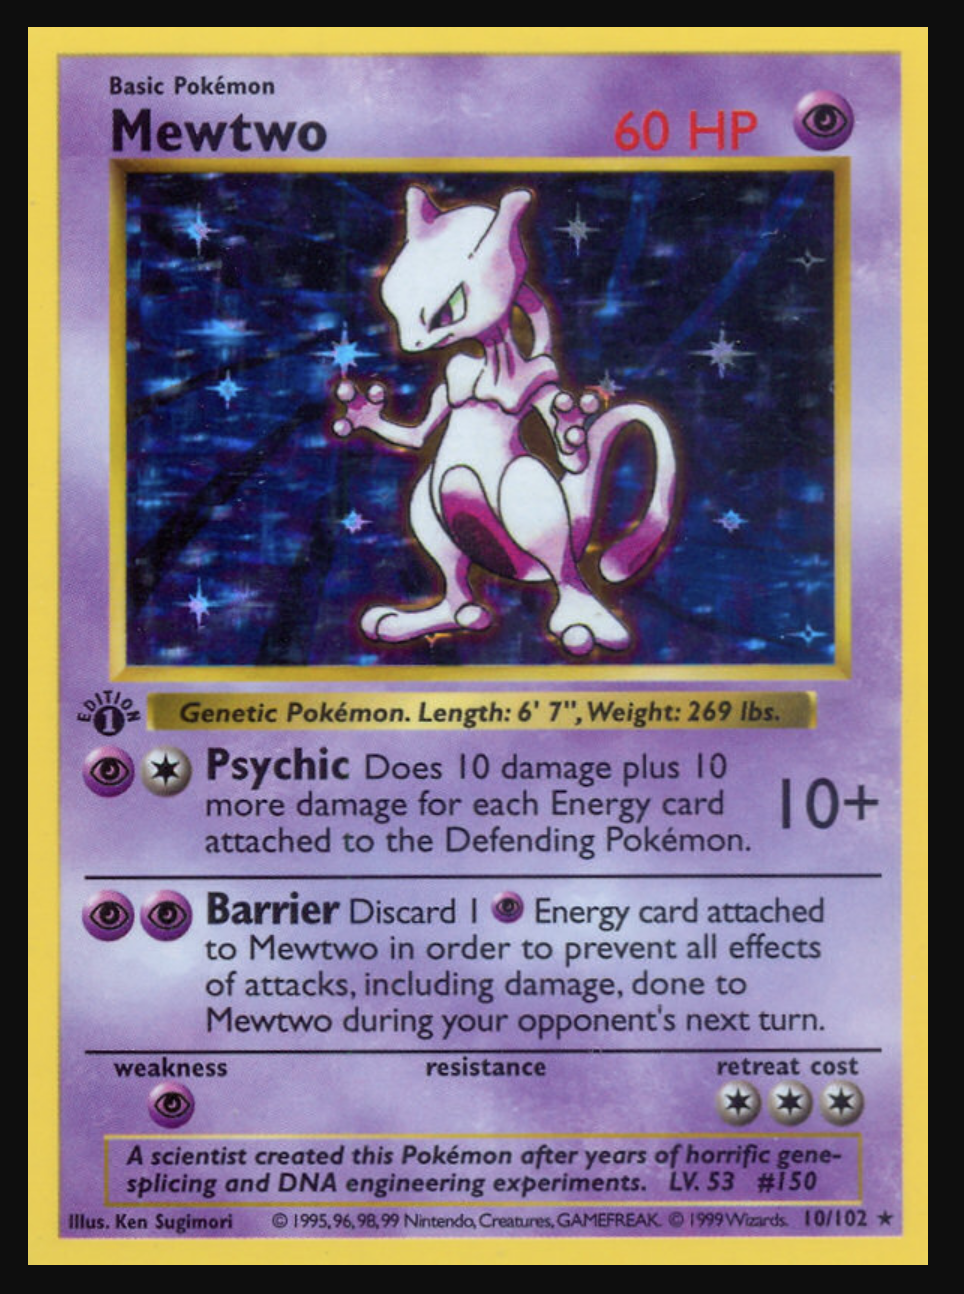 Basic Pokémon
Mewtwo 60 HP
EDITION
1
Genetic Pokémon. Length: 6' 7", Weight: 269 lbs.
Psychic Does 10 damage plus 10
more damage for each Energy card
attached to the Defending Pokémon.
10+
Barrier Discard 1 Energy card attached
to Mewtwo in order to prevent all effects
of attacks, including damage, done to
Mewtwo during your opponent's next turn.
weakness resistance retreat cost
A scientist created this Pokémon after years of horrific gene-
splicing and DNA engineering experiments. LV. 53 #150
Illus. Ken Sugimori © 1995, 96, 98, 99 Nintendo, Creatures, GAMEFREAK. © 1999 Wizards. 10/102 ★